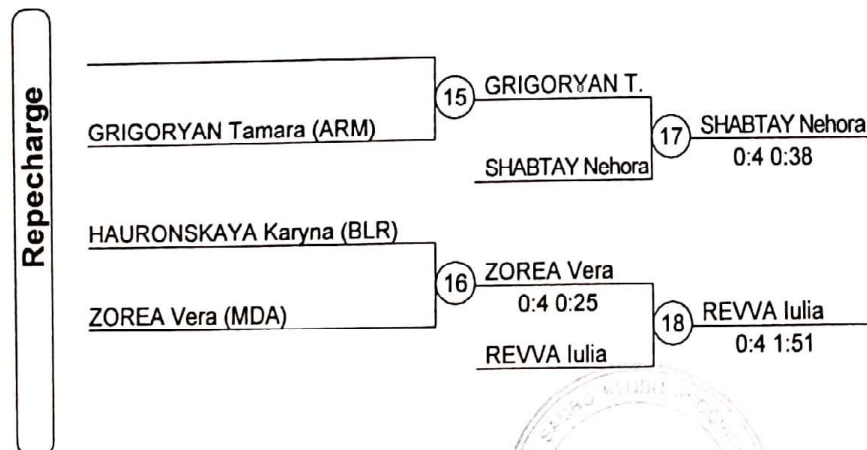 Repecharge
GRIGORYAN Tamara (ARM)
15
GRIGORYAN T.
SHABTAY Nehora
17
SHABTAY Nehora
0:4 0:38
HAURONSKAYA Karyna (BLR)
ZOREA Vera (MDA)
16
ZOREA Vera
0:4 0:25
REVVA Iulia
18
REVVA Iulia
0:4 1:51